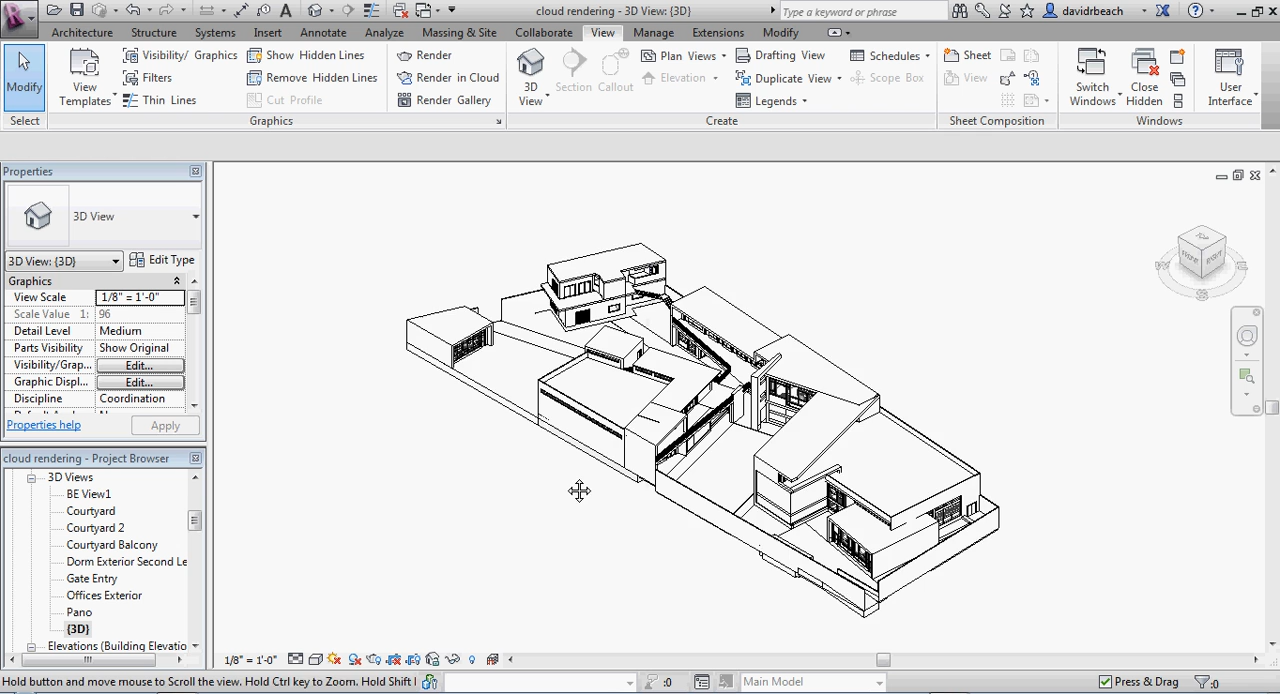 cloud rendering - 3D View: {3D}
Type a keyword or phrase
davidrbeach
Architecture Structure Systems Insert Annotate Analyze Massing & Site Collaborate View Manage Extensions Modify
Modify
Select
View
Templates
Visibility/ Graphics
Filters
Thin Lines
Show Hidden Lines
Remove Hidden Lines
Cut Profile
Render
Render in Cloud
Render Gallery
Graphics
3D
View
Section
Callout
Plan Views
Elevation
Drafting View
Duplicate View
Legends
Schedules
Scope Box
Create
Sheet
View
Sheet Composition
Switch
Windows
Close
Hidden
User
Interface
Windows
Properties
3D View
3D View: {3D}
Edit Type
Graphics
View Scale 1/8" = 1'-0"
Scale Value 1: 96
Detail Level Medium
Parts Visibility Show Original
Visibility/Grap... Edit...
Graphic Displ... Edit...
Discipline Coordination
Properties help
Apply
cloud rendering - Project Browser
3D Views
BE View1
Courtyard
Courtyard 2
Courtyard Balcony
Dorm Exterior Second Le
Gate Entry
Offices Exterior
Pano
{3D}
Elevations (Building Elevatio
TOP
FRONT
RIGHT
W
S
E
1/8" = 1'-0"
Hold button and move mouse to Scroll the view. Hold Ctrl key to Zoom. Hold Shift
:0
Main Model
Press & Drag
:0